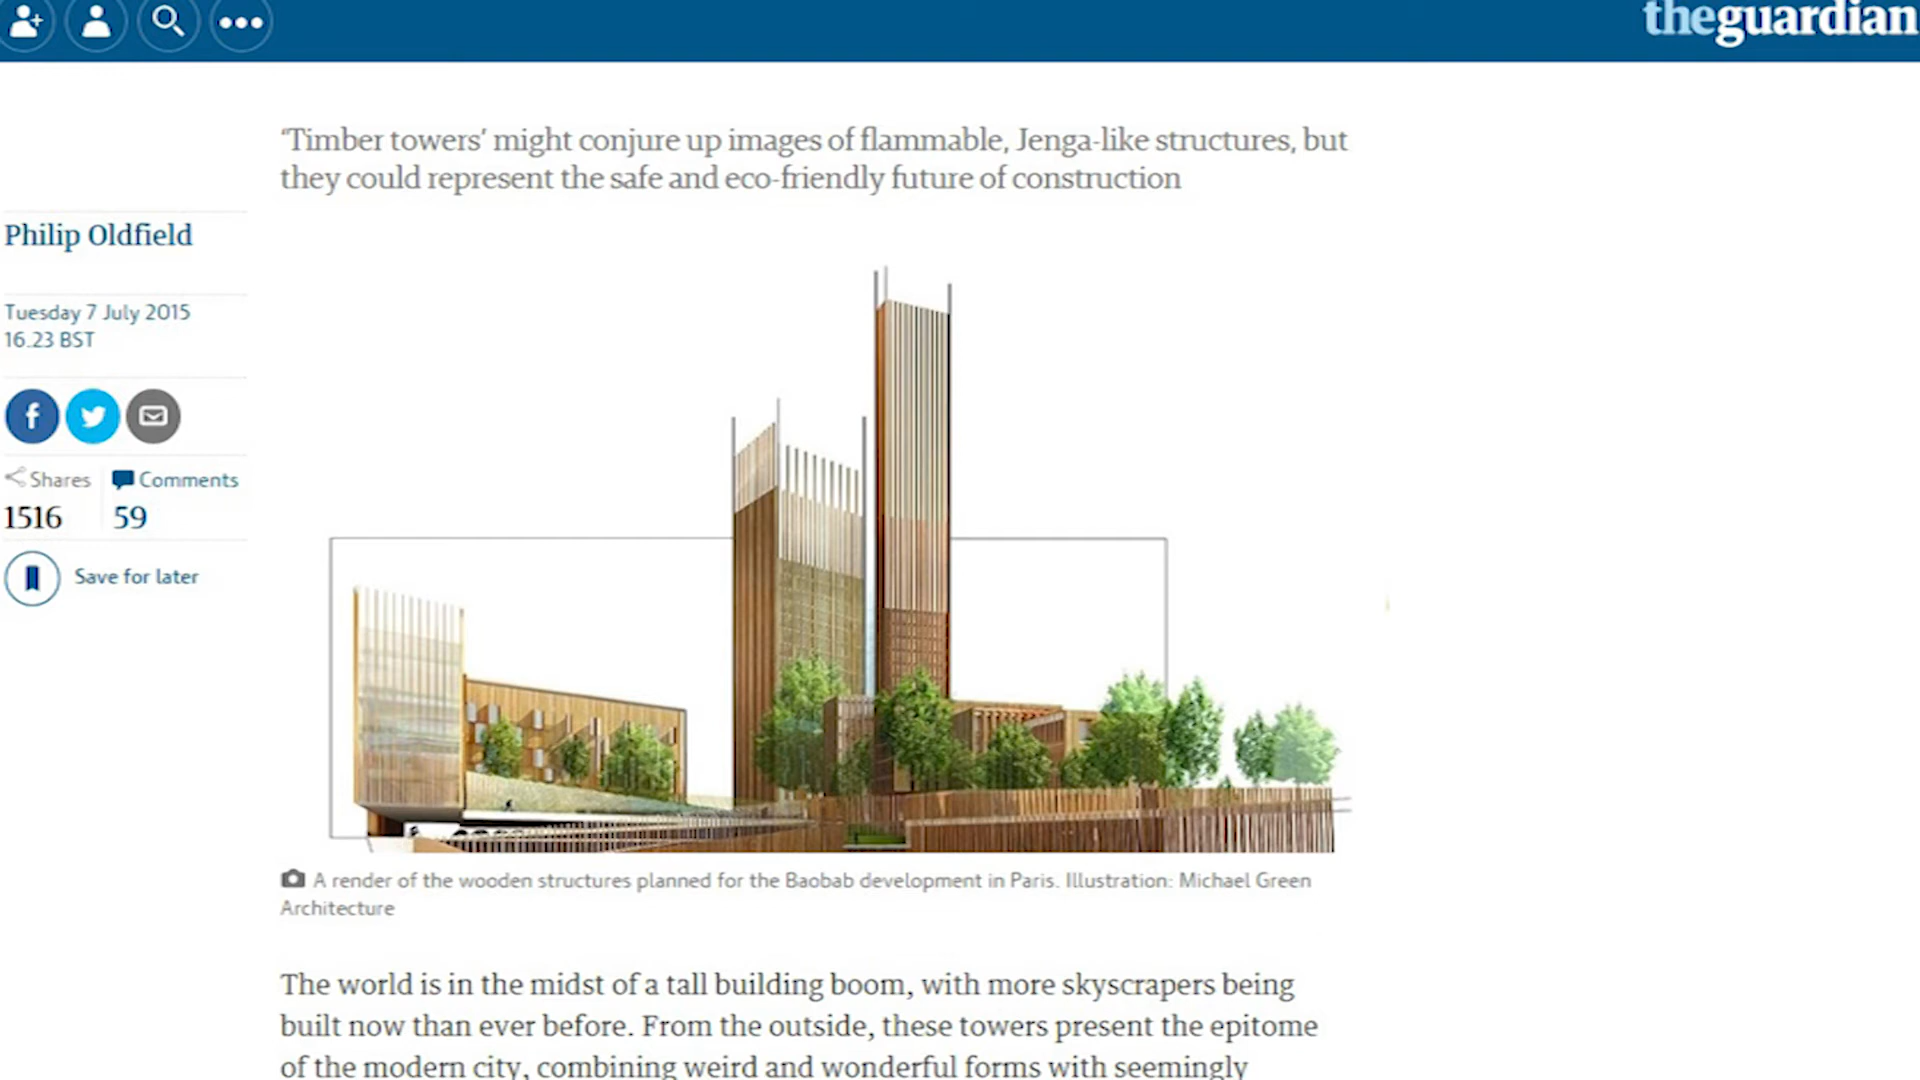 theguardian
'Timber towers' might conjure up images of flammable, Jenga-like structures, but
they could represent the safe and eco-friendly future of construction
Philip Oldfield
Tuesday 7 July 2015
16.23 BST
Shares
1516
Comments
59
Save for later
A render of the wooden structures planned for the Baobab development in Paris. Illustration: Michael Green
Architecture
The world is in the midst of a tall building boom, with more skyscrapers being
built now than ever before. From the outside, these towers present the epitome
of the modern city, combining weird and wonderful forms with seemingly